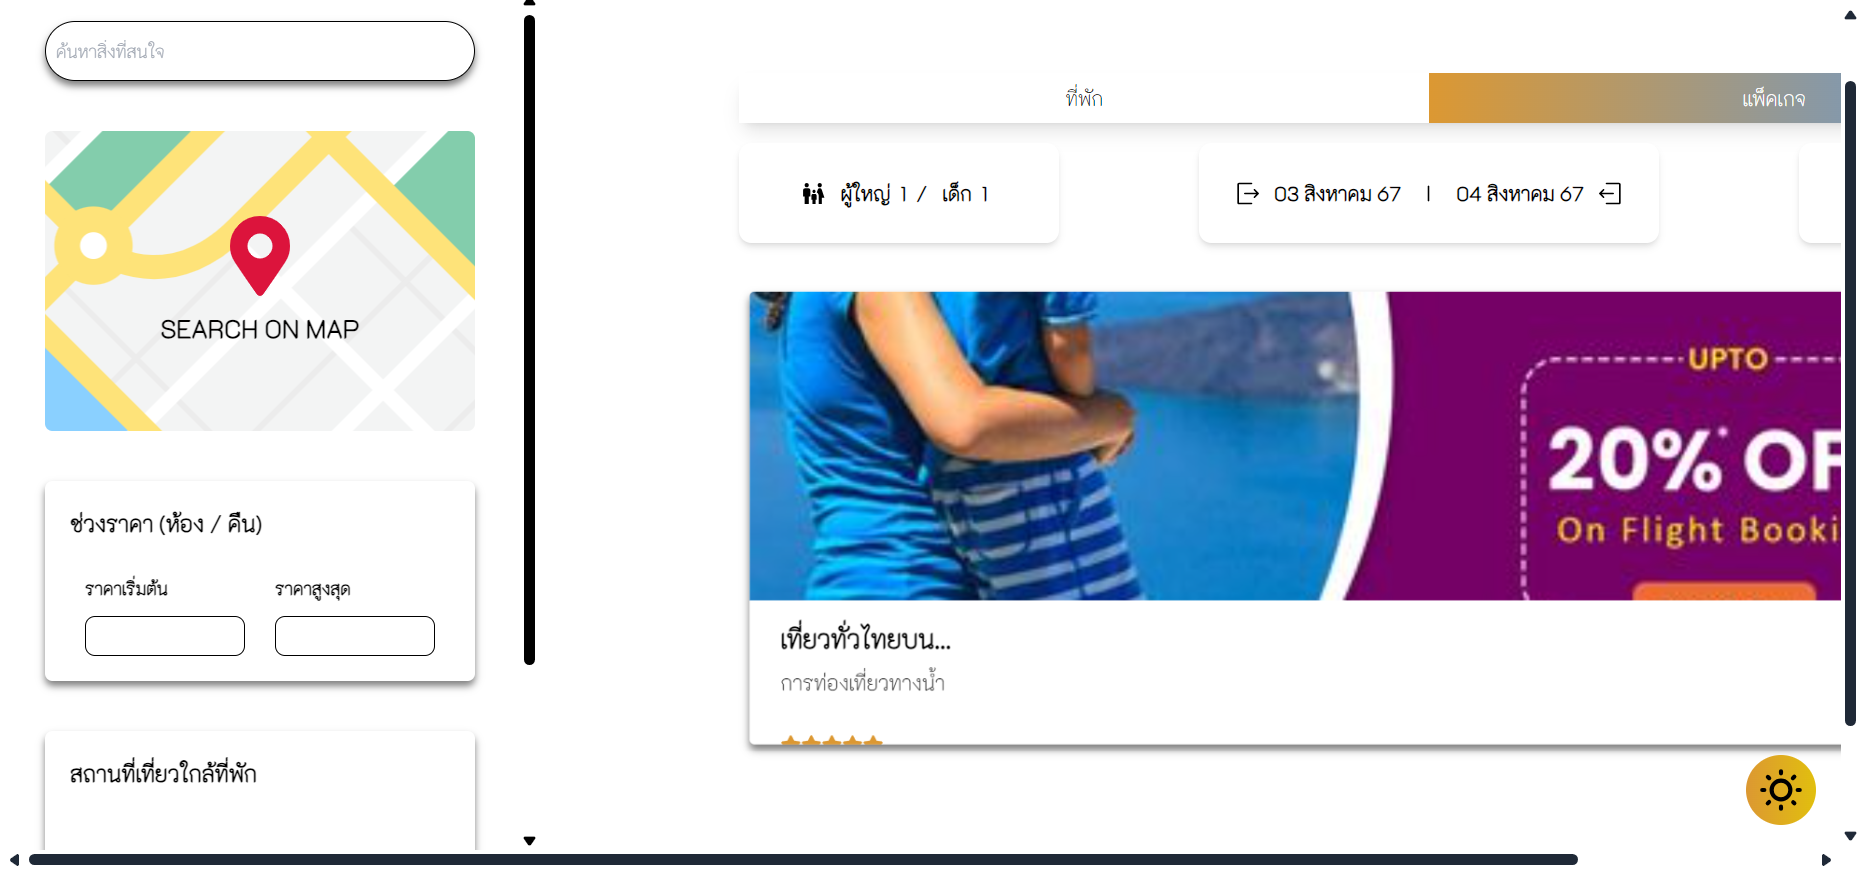 ค้นหาสิ่งที่สนใจ
SEARCH ON MAP
ช่วงราคา (ห้อง / คืน)
ราคาเริ่มต้น ราคาสูงสุด
สถานที่เที่ยวใกล้ที่พัก
ที่พัก แพ็คเกจ
ผู้ใหญ่ 1 / เด็ก 1
03 สิงหาคม 67 | 04 สิงหาคม 67
UPTO
20%* OF
On Flight Booki
เที่ยวทั่วไทยบน...
การท่องเที่ยวทางน้ำ